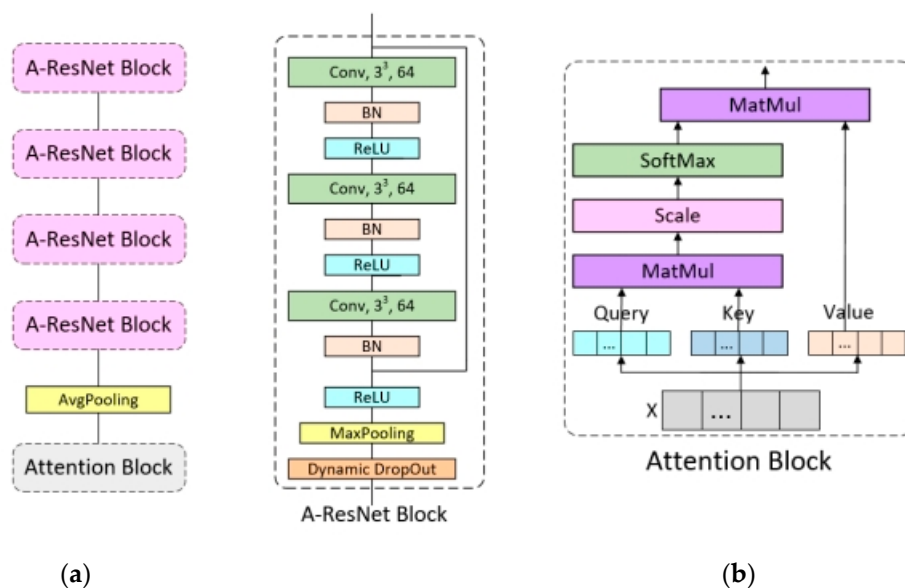 A-ResNet Block
A-ResNet Block
A-ResNet Block
A-ResNet Block
AvgPooling
Attention Block
Conv, 3³, 64
BN
ReLU
Conv, 3³, 64
BN
ReLU
Conv, 3³, 64
BN
ReLU
MaxPooling
Dynamic DropOut
A-ResNet Block
(a)
MatMul
SoftMax
Scale
MatMul
Query Key Value
... ... ...
X ...
Attention Block
(b)